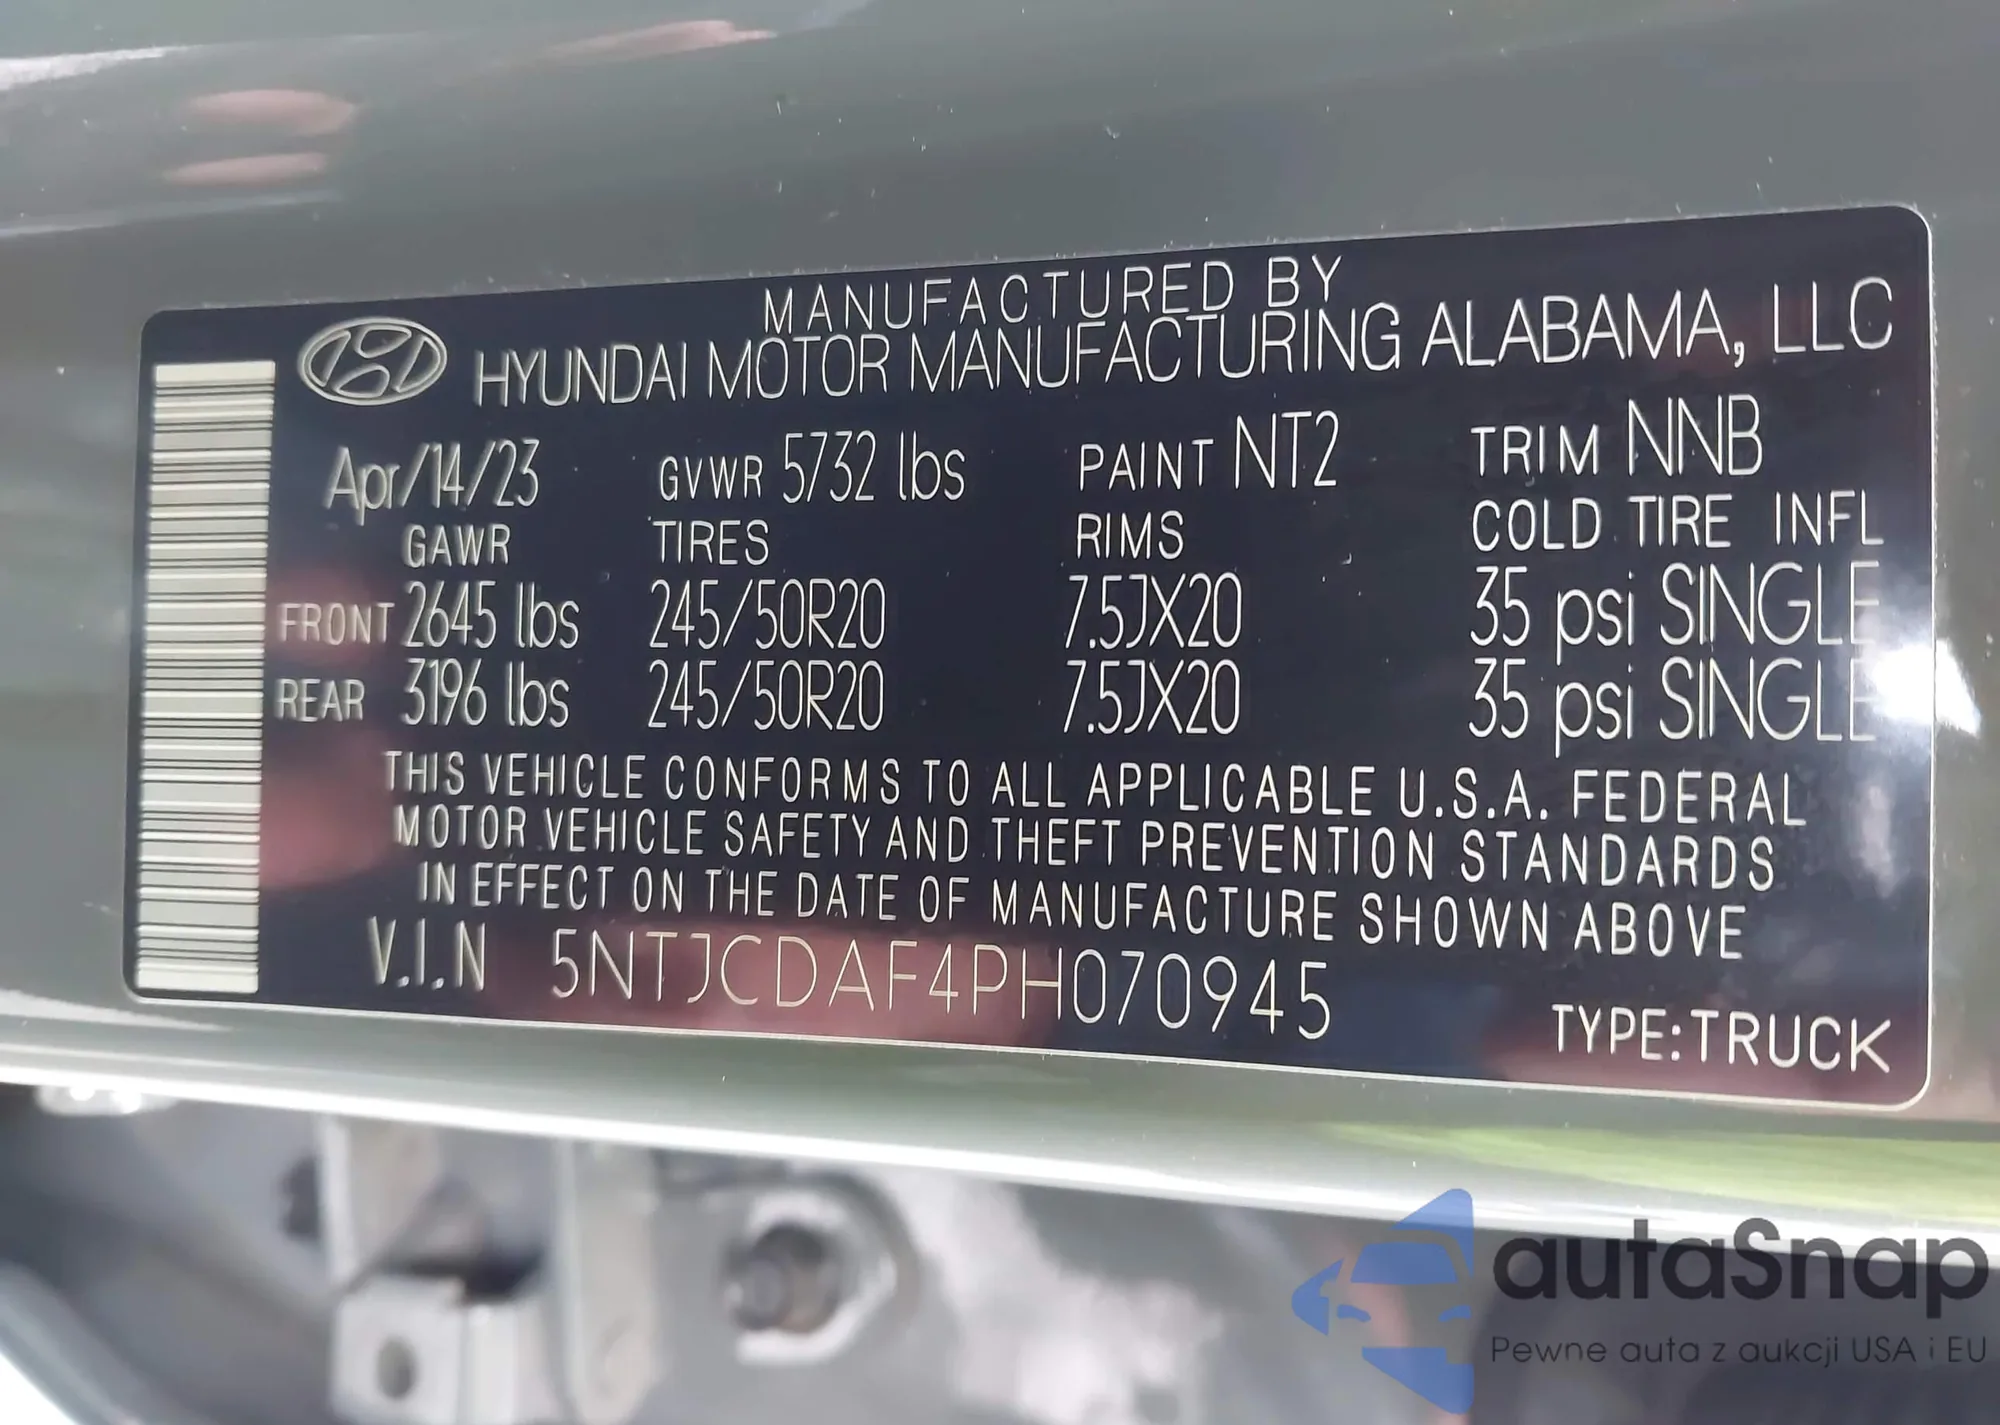 MANUFACTURED BY
HYUNDAI MOTOR MANUFACTURING ALABAMA, LLC
Apr/14/23 GVWR 5732 lbs PAINT NT2 TRIM NNB
GAWR TIRES RIMS COLD TIRE INFL
FRONT 2645 lbs 245/50R20 7.5JX20 35 psi SINGLE
REAR 3196 lbs 245/50R20 7.5JX20 35 psi SINGLE
THIS VEHICLE CONFORMS TO ALL APPLICABLE U.S.A. FEDERAL
MOTOR VEHICLE SAFETY AND THEFT PREVENTION STANDARDS
IN EFFECT ON THE DATE OF MANUFACTURE SHOWN ABOVE
V.I.N 5NTJCDAF4PH070945
TYPE:TRUCK
autaSnap
Pewne auta z aukcji USA i EU